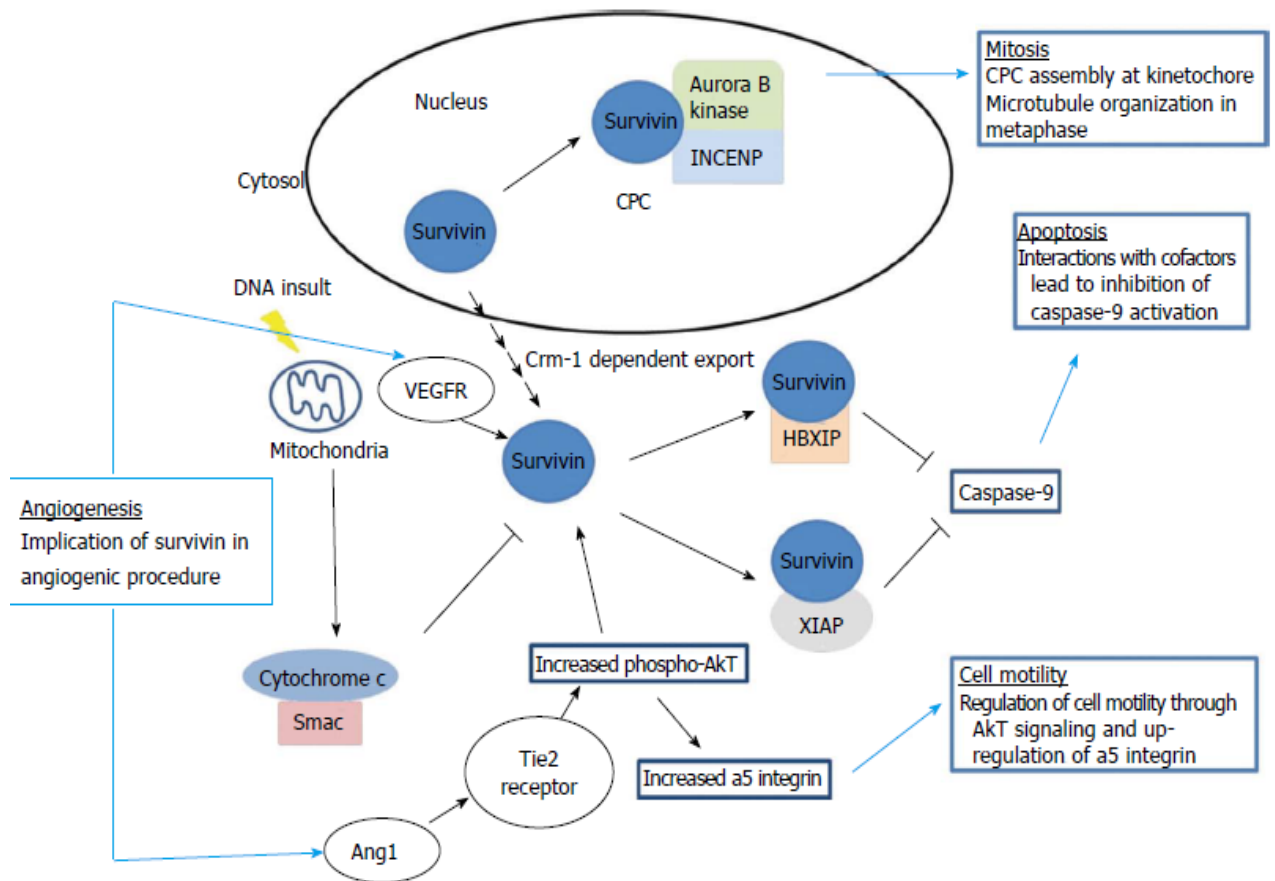 Mitosis
CPC assembly at kinetochore
Microtubule organization in
metaphase
Nucleus
Aurora B
kinase
Survivin
INCENP
CPC
Cytosol
Survivin
Apoptosis
Interactions with cofactors
lead to inhibition of
caspase-9 activation
DNA insult
Crm-1 dependent export
VEGFR
Mitochondria
Survivin
Survivin
HBXIP
Caspase-9
Angiogenesis
Implication of survivin in
angiogenic procedure
Survivin
XIAP
Cytochrome c
Smac
Increased phospho-AkT
Tie2
receptor
Increased a5 integrin
Cell motility
Regulation of cell motility through
AkT signaling and up-
regulation of a5 integrin
Ang1